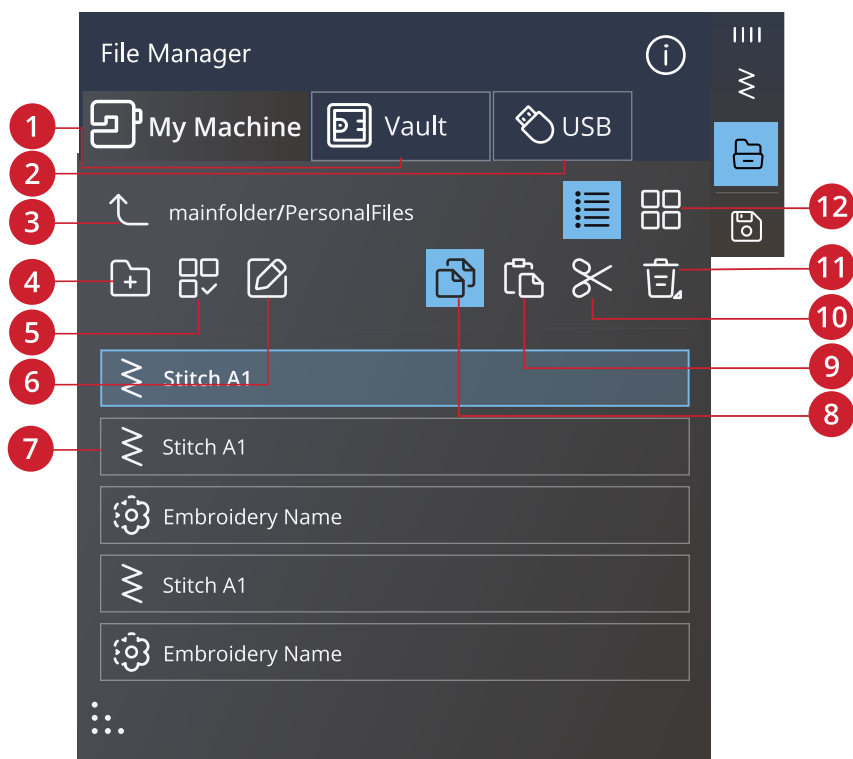 File Manager
My Machine
Vault
USB
1
2
3
mainfolder/PersonalFiles
12
4
11
5
10
6
9
Stitch A1
8
7
Stitch A1
Embroidery Name
Stitch A1
Embroidery Name